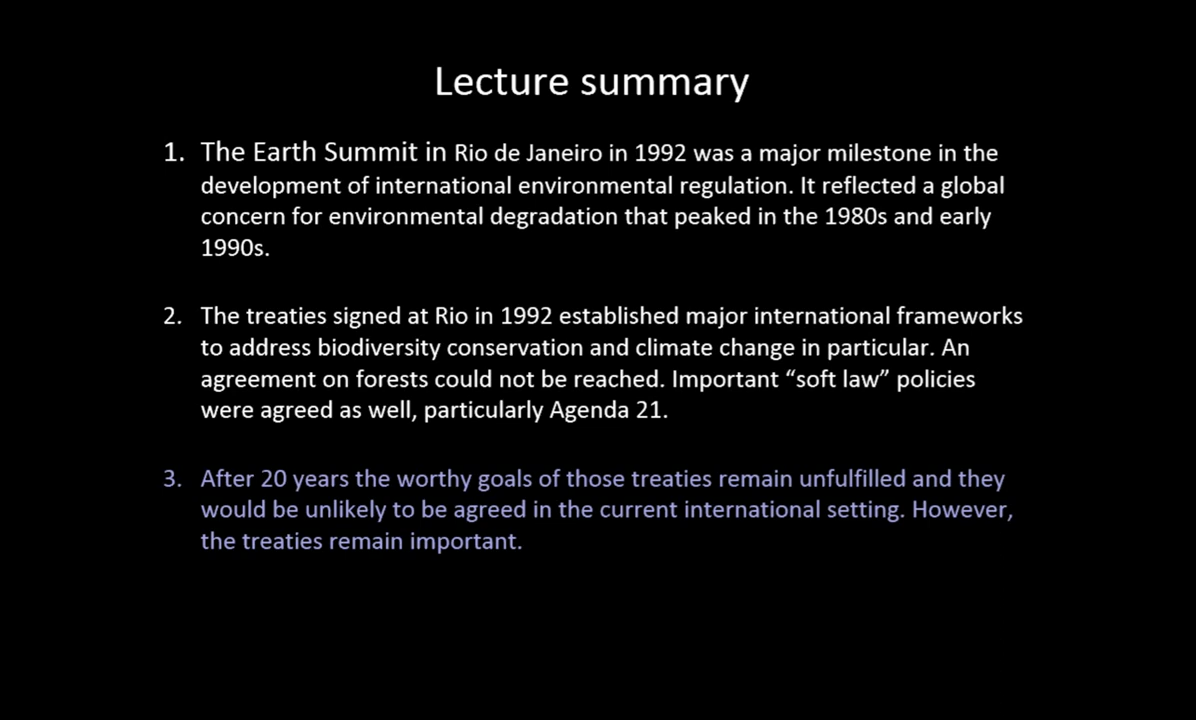 Lecture summary
1. The Earth Summit in Rio de Janeiro in 1992 was a major milestone in the
development of international environmental regulation. It reflected a global
concern for environmental degradation that peaked in the 1980s and early
1990s.
2. The treaties signed at Rio in 1992 established major international frameworks
to address biodiversity conservation and climate change in particular. An
agreement on forests could not be reached. Important “soft law” policies
were agreed as well, particularly Agenda 21.
3. After 20 years the worthy goals of those treaties remain unfulfilled and they
would be unlikely to be agreed in the current international setting. However,
the treaties remain important.